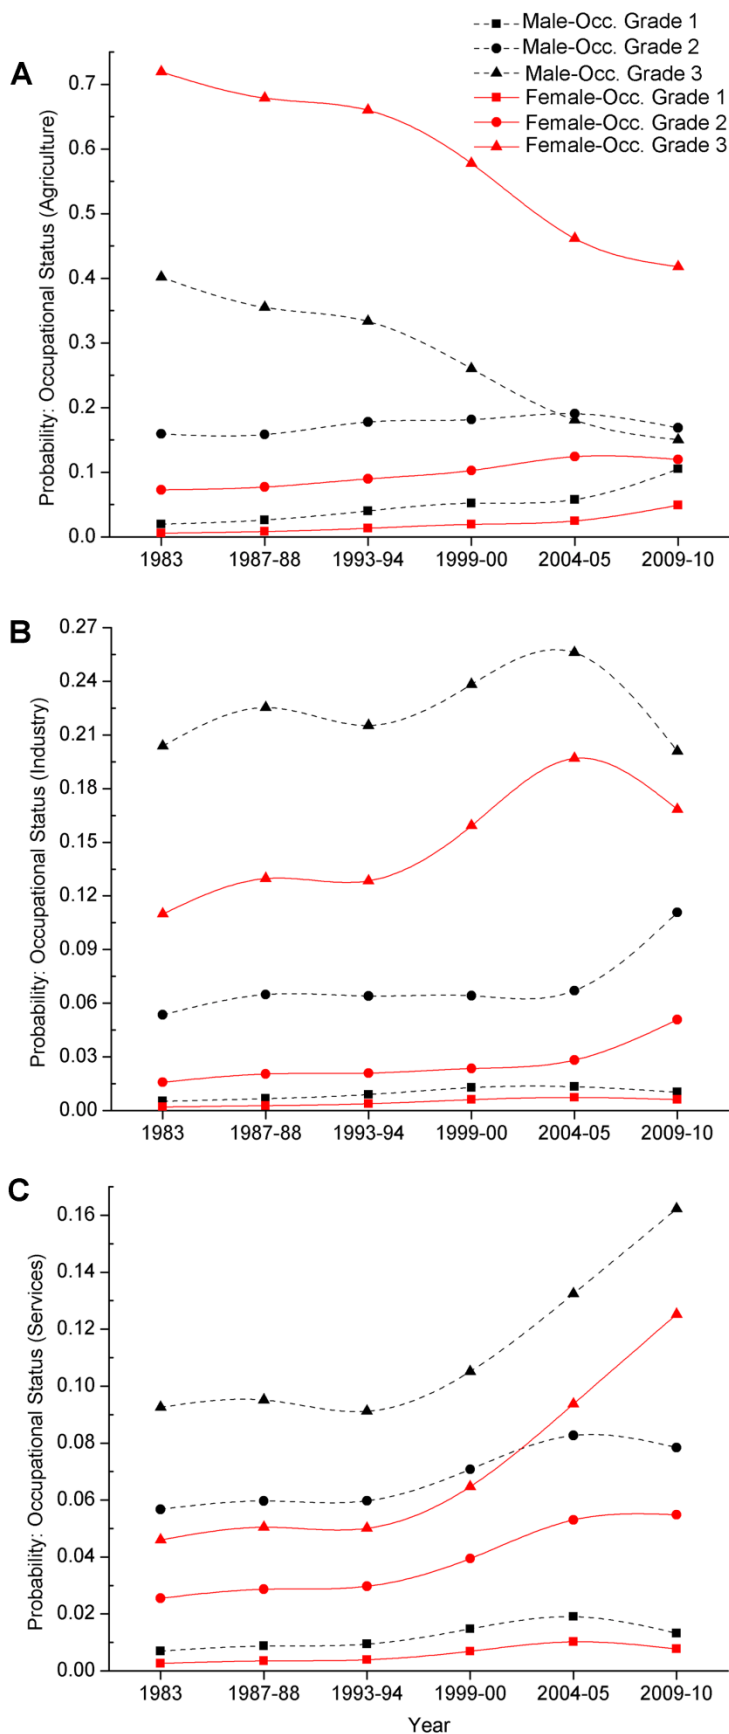 Male-Occ. Grade 1
Male-Occ. Grade 2
Male-Occ. Grade 3
Female-Occ. Grade 1
Female-Occ. Grade 2
Female-Occ. Grade 3
A
Probability: Occupational Status (Agriculture)
0.7
0.6
0.5
0.4
0.3
0.2
0.1
0.0
1983 1987-88 1993-94 1999-00 2004-05 2009-10
B
Probability: Occupational Status (Industry)
0.27
0.24
0.21
0.18
0.15
0.12
0.09
0.06
0.03
0.00
1983 1987-88 1993-94 1999-00 2004-05 2009-10
C
Probability: Occupational Status (Services)
0.16
0.14
0.12
0.10
0.08
0.06
0.04
0.02
0.00
1983 1987-88 1993-94 1999-00 2004-05 2009-10
Year